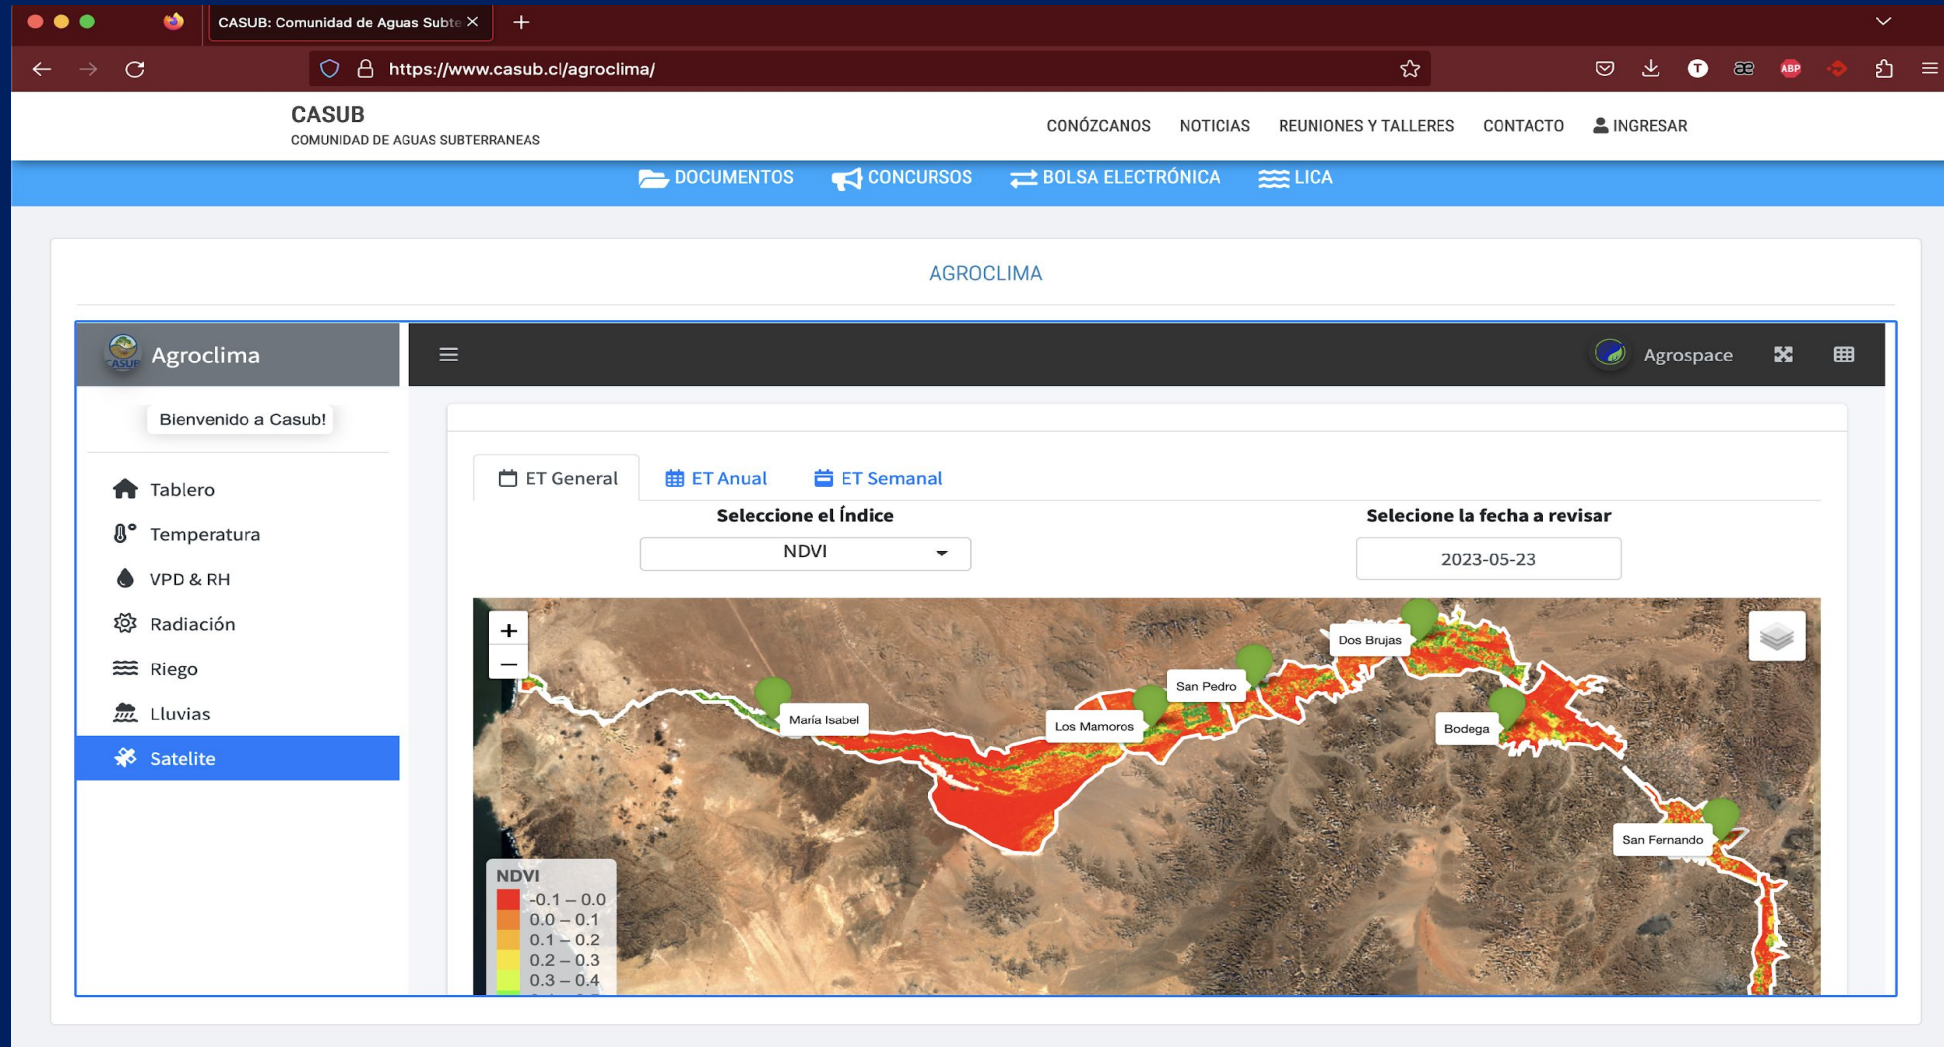 CASUB: Comunidad de Aguas Subte
https://www.casub.cl/agroclima/
T
æ
ABP
CASUB
COMUNIDAD DE AGUAS SUBTERRANEAS
CONÓZCANOS NOTICIAS REUNIONES Y TALLERES CONTACTO INGRESAR
DOCUMENTOS CONCURSOS BOLSA ELECTRÓNICA LICA
AGROCLIMA
CASUB
Agroclima
Agrospace
Bienvenido a Casub!
Tablero
Temperatura
VPD & RH
Radiación
Riego
Lluvias
Satelite
ET General ET Anual ET Semanal
Seleccione el Índice
NDVI
Selecione la fecha a revisar
2023-05-23
+
−
Dos Brujas
San Pedro
María Isabel
Los Mamoros
Bodega
San Fernando
NDVI
-0.1 – 0.0
0.0 – 0.1
0.1 – 0.2
0.2 – 0.3
0.3 – 0.4